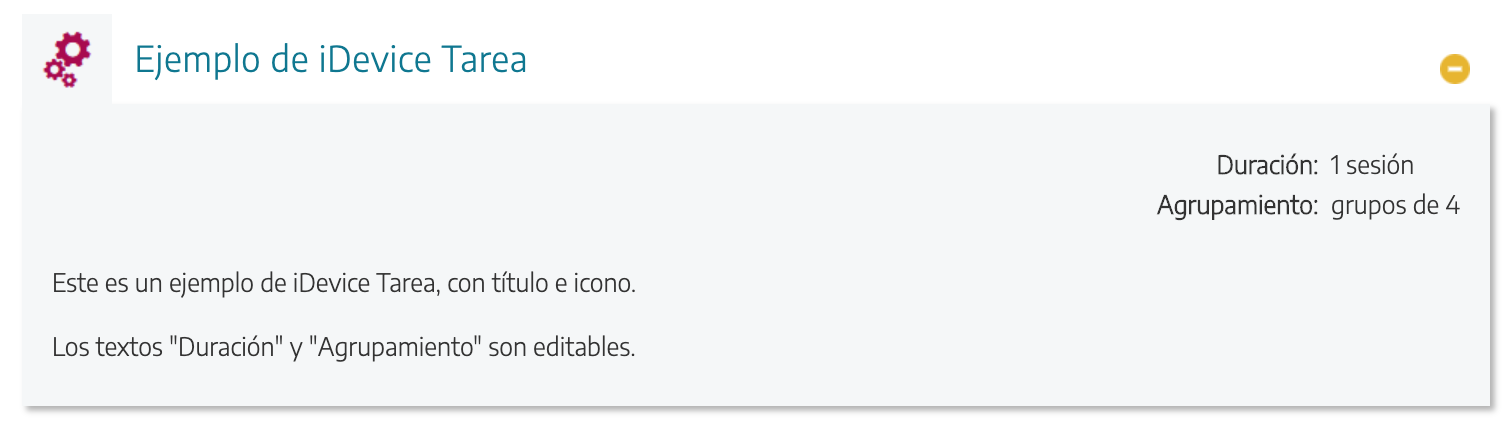 Ejemplo de iDevice Tarea
Duración: 1 sesión
Agrupamiento: grupos de 4
Este es un ejemplo de iDevice Tarea, con título e icono.
Los textos "Duración" y "Agrupamiento" son editables.